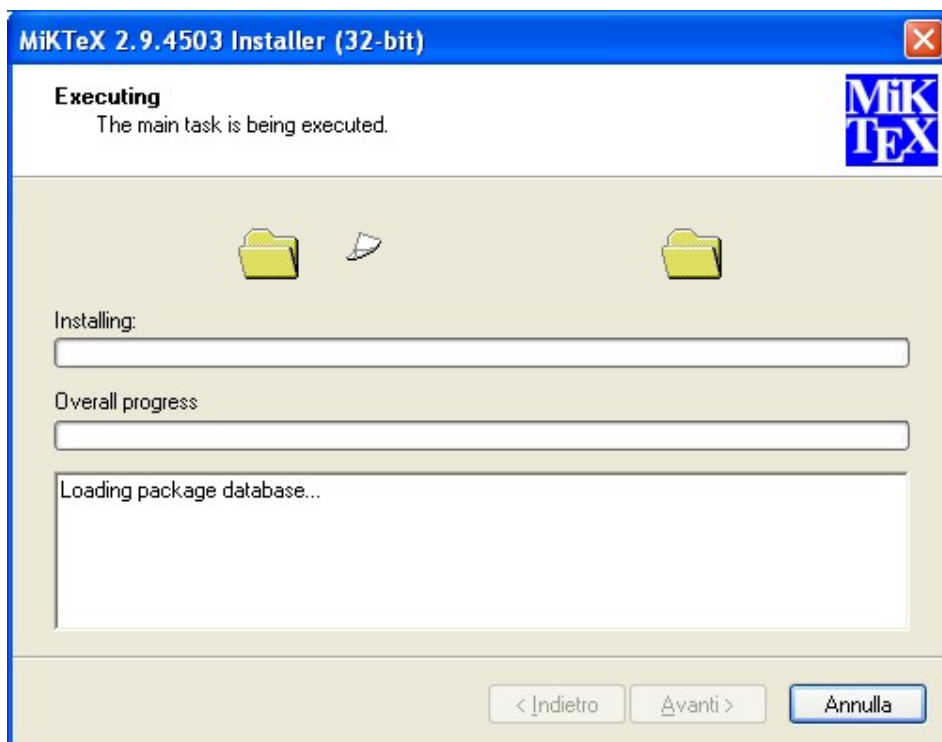 MiKTeX 2.9.4503 Installer (32-bit)
Executing
The main task is being executed.
MiK
TEX
Installing:
Overall progress
Loading package database...
< Indietro
Avanti >
Annulla